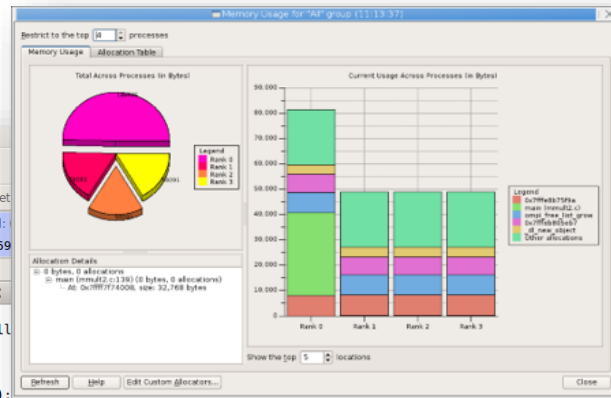 Memory Usage for "All" group (11:13:37)
Restrict to the top 4 processes
Memory Usage
Allocation Table
Total Across Processes (in Bytes)
Legend
Rank 0
Rank 1
Rank 2
Rank 3
Allocation Details
0 bytes, 0 allocations
main (mmult2.c:139) (0 bytes, 0 allocations)
At: 0x7ffff7f74008, size: 32,768 bytes
Current Usage Across Processes (in Bytes)
90,000
80,000
70,000
60,000
50,000
40,000
30,000
20,000
10,000
0
Rank 0
Rank 1
Rank 2
Rank 3
Legend
main (mmult2.c)
ompi_free_list_grow
_dl_new_object
Other allocations
Show the top 5 locations
Refresh
Help
Edit Custom Allocators...
Close